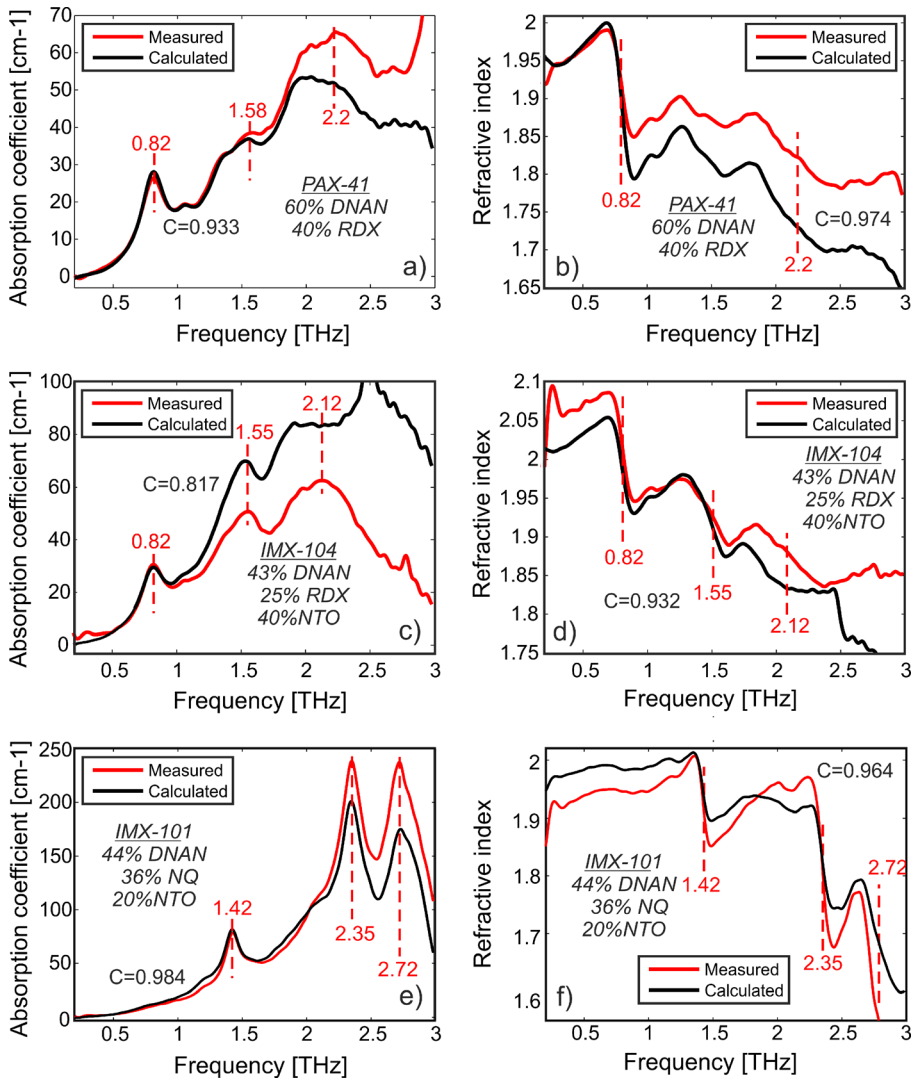 Absorption coefficient [cm-1]
70
60
50
40
30
20
10
0
Measured
Calculated
0.82
1.58
2.2
C=0.933
PAX-41
60% DNAN
40% RDX
a)
0.5
1
1.5
2
2.5
3
Frequency [THz]
Refractive index
2
1.95
1.9
1.85
1.8
1.75
1.7
1.65
Measured
Calculated
0.82
PAX-41
60% DNAN
40% RDX
C=0.974
2.2
b)
0.5
1
1.5
2
2.5
3
Frequency [THz]
Absorption coefficient [cm-1]
100
80
60
40
20
0
Measured
Calculated
2.12
1.55
C=0.817
0.82
IMX-104
43% DNAN
25% RDX
40%NTO
c)
0.5
1
1.5
2
2.5
3
Frequency [THz]
Refractive index
2.1
2.05
2
1.95
1.9
1.85
1.8
1.75
Measured
Calculated
IMX-104
43% DNAN
25% RDX
40%NTO
0.82
C=0.932
1.55
2.12
d)
0.5
1
1.5
2
2.5
3
Frequency [THz]
Absorption coefficient [cm-1]
250
200
150
100
50
0
Measured
Calculated
IMX-101
44% DNAN
36% NQ
20%NTO
1.42
2.35
2.72
C=0.984
e)
0.5
1
1.5
2
2.5
3
Frequency [THz]
Refractive index
2
1.9
1.8
1.7
1.6
C=0.964
IMX-101
44% DNAN
36% NQ
20%NTO
1.42
2.72
2.35
Measured
Calculated
f)
0.5
1
1.5
2
2.5
3
Frequency [THz]